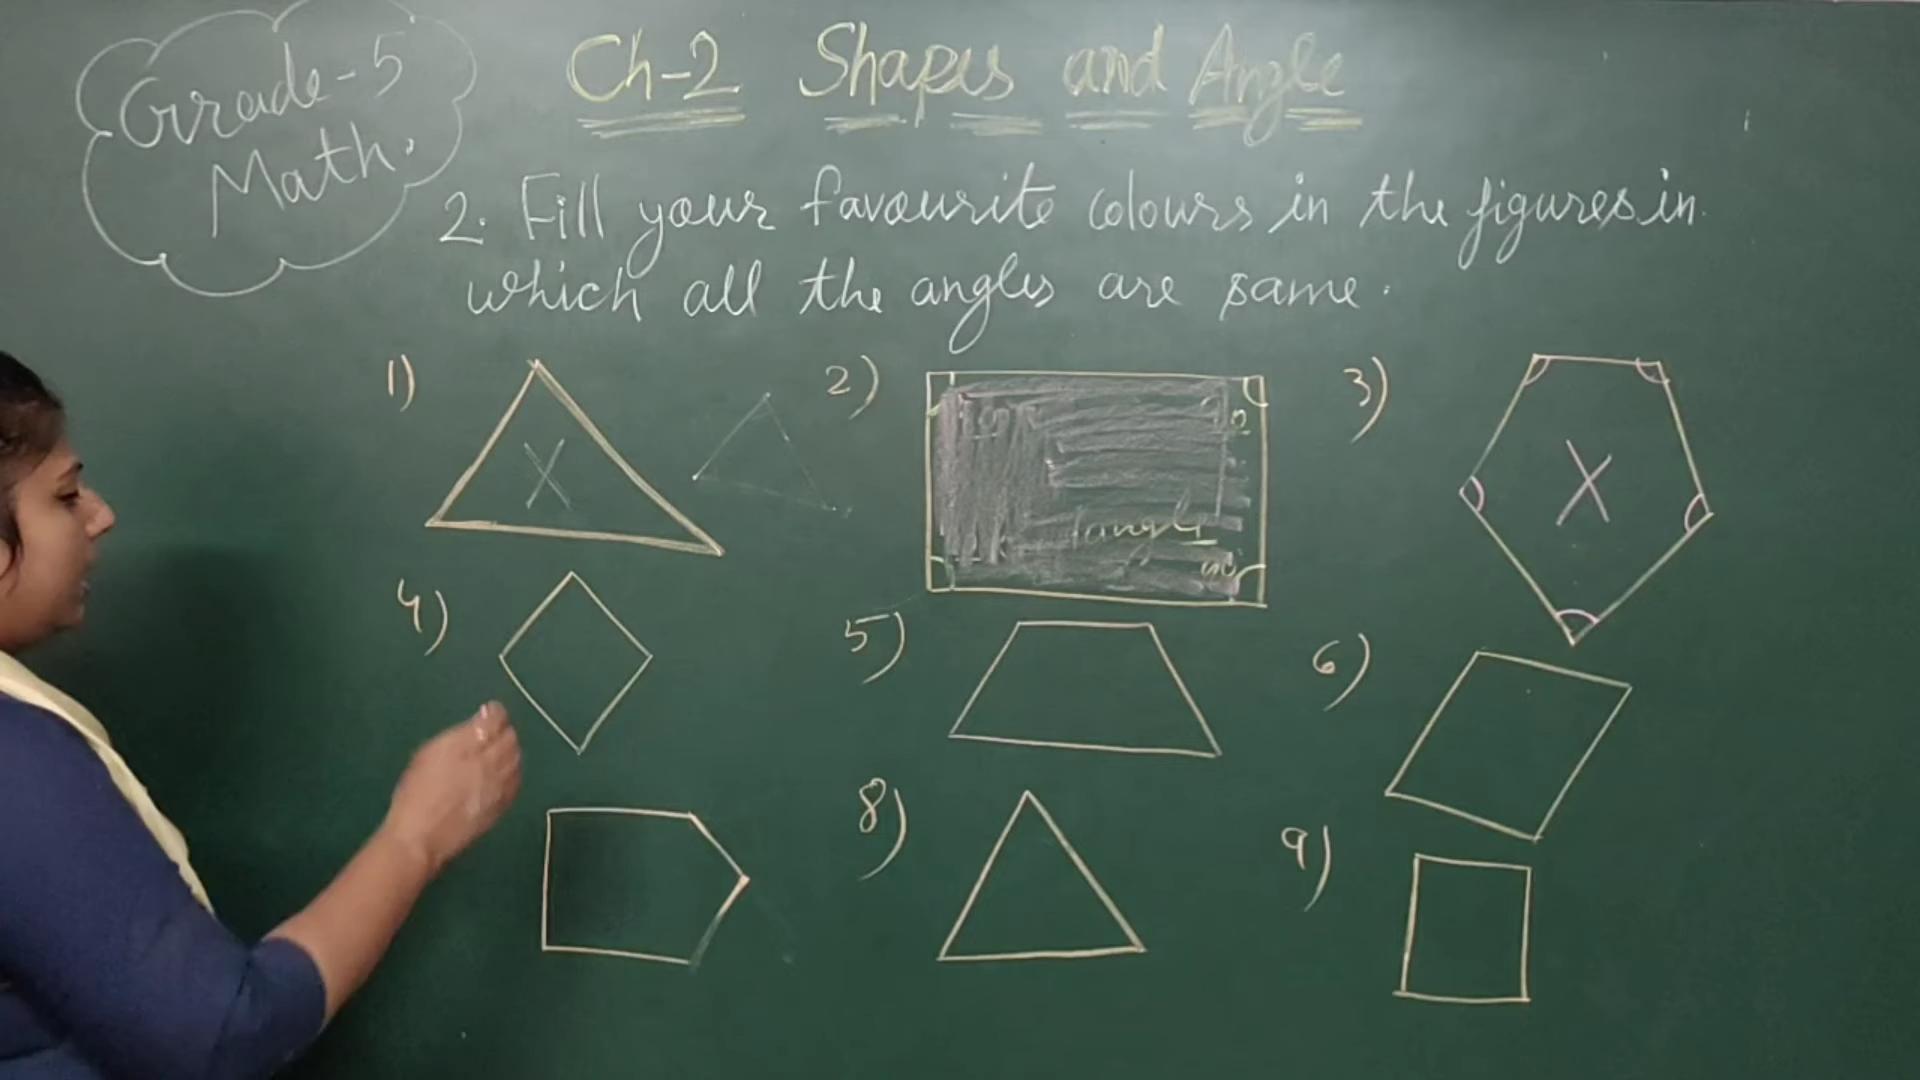 Grade-5
Math.
Ch-2 Shapes and Angle
2. Fill your favourite colours in the figures in
which all the angles are same.
1)
2)
3)
X
X
4)
5)
6)
8)
9)